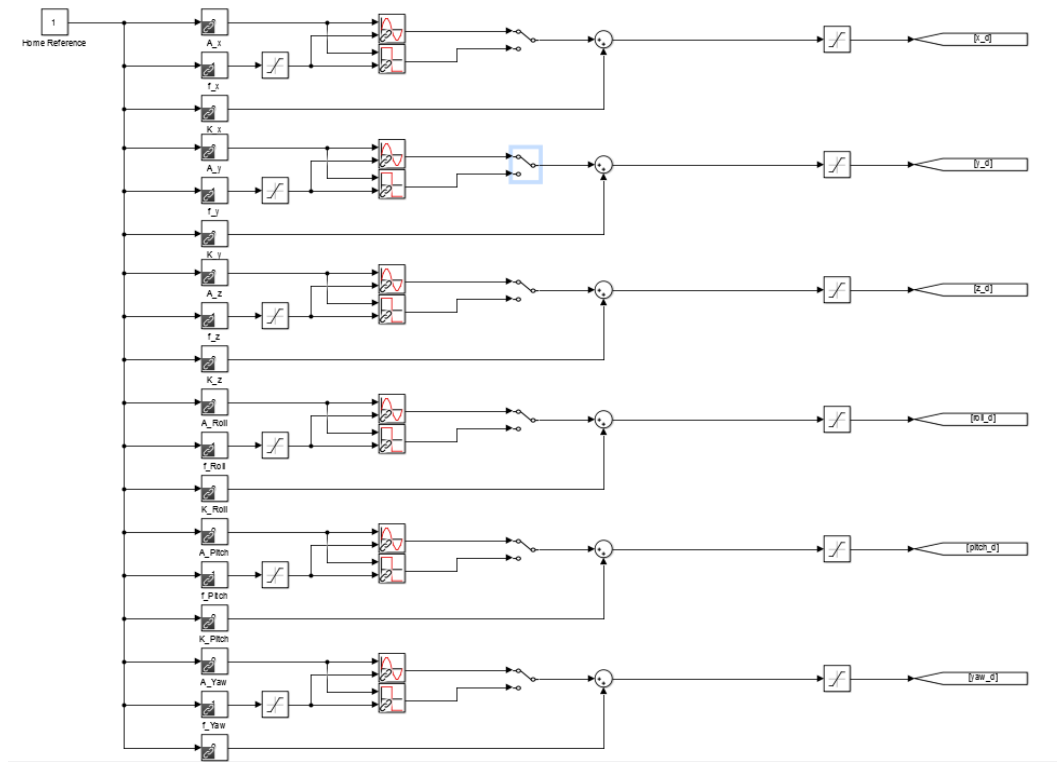 1
Home Reference
A_x
f_x
K_x
[x_d]
A_y
f_y
K_y
[y_d]
A_z
f_z
K_z
[z_d]
A_Roll
f_Roll
K_Roll
[roll_d]
A_Pitch
f_Pitch
K_Pitch
[pitch_d]
A_Yaw
f_Yaw
[yaw_d]